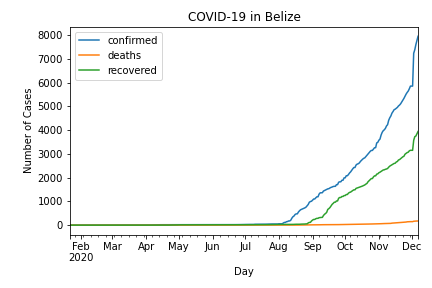 COVID-19 in Belize
confirmed
deaths
recovered
8000
7000
6000
5000
4000
3000
2000
1000
0
Number of Cases
Feb Mar Apr May Jun Jul Aug Sep Oct Nov Dec
2020
Day